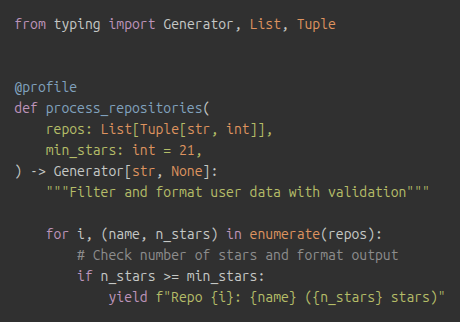 from typing import Generator, List, Tuple
@profile
def process_repositories(
    repos: List[Tuple[str, int]],
    min_stars: int = 21,
) -> Generator[str, None]:
    """Filter and format user data with validation"""
    for i, (name, n_stars) in enumerate(repos):
        # Check number of stars and format output
        if n_stars >= min_stars:
            yield f"Repo {i}: {name} ({n_stars} stars)"